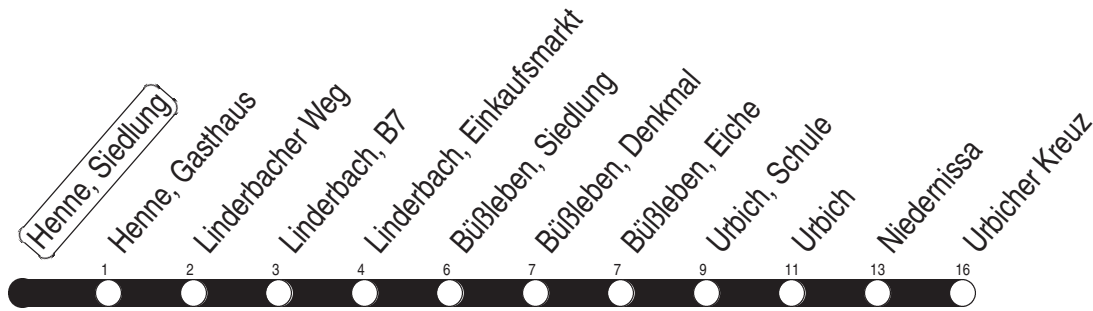 Henne, Siedlung
Henne, Gasthaus
Linderbacher Weg
Linderbach, B7
Linderbach, Einkaufsmarkt
Büßleben, Siedlung
Büßleben, Denkmal
Büßleben, Eiche
Urbich, Schule
Urbich
Niedernissa
Urbicher Kreuz
1 2 3 4 6 7 7 9 11 13 16